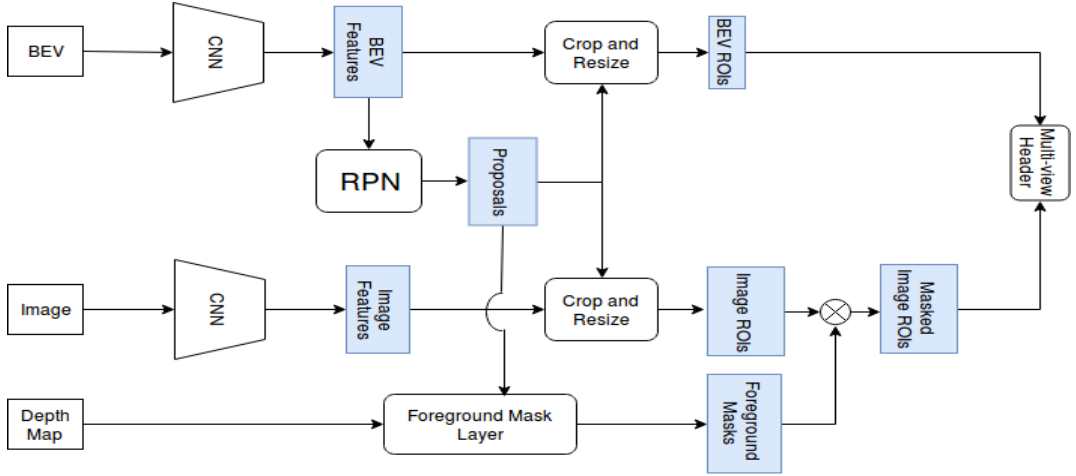 BEV
CNN
BEV
Features
Crop and
Resize
BEV ROIs
RPN
Proposals
Multi-view
Header
Image
CNN
Image
Features
Crop and
Resize
Image ROIs
Masked
Image ROIs
Depth
Map
Foreground Mask
Layer
Foreground
Masks